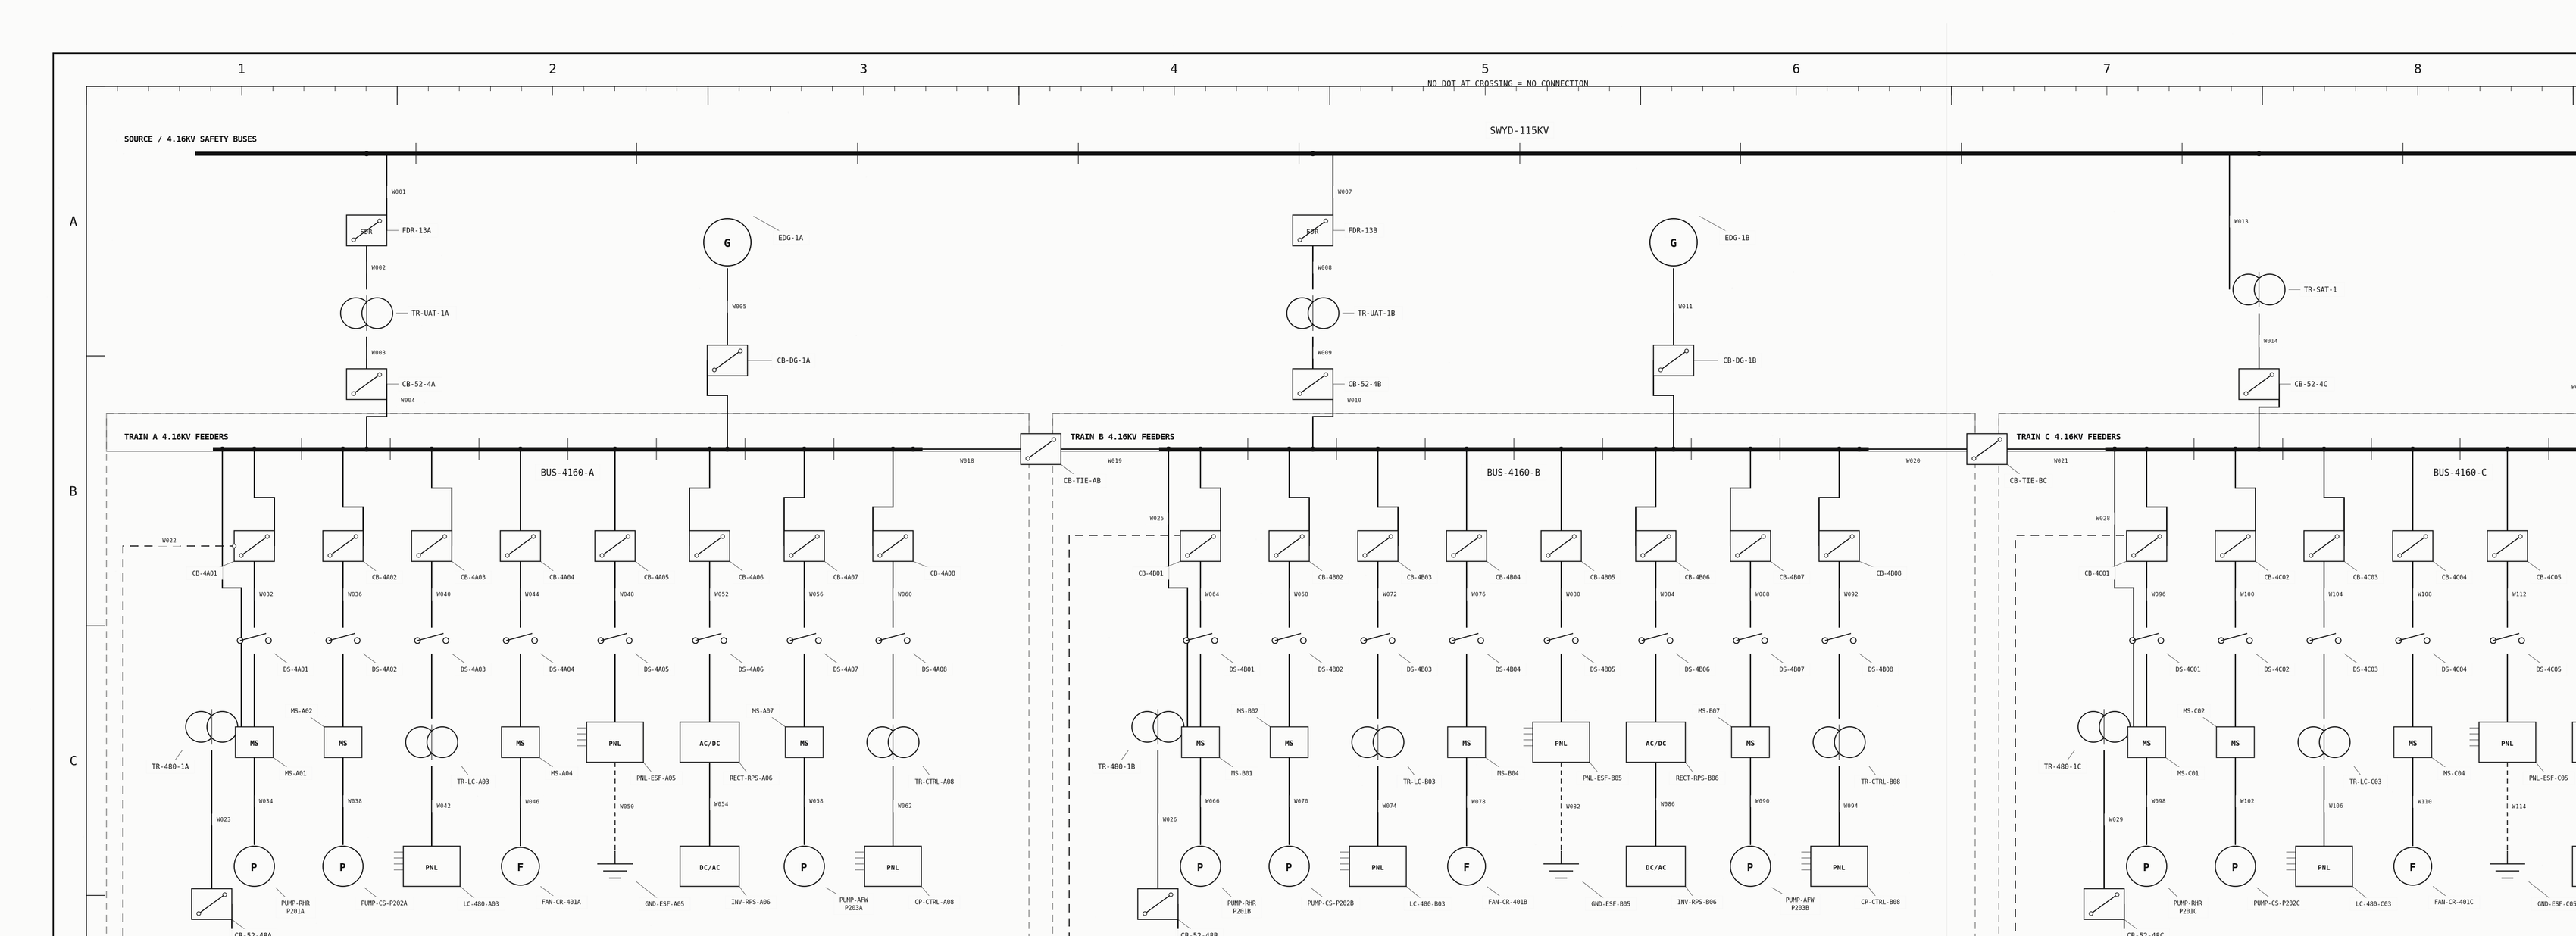 1 2 3 4 5 6 7 8
NO DOT AT CROSSING = NO CONNECTION
SWYD-115KV
SOURCE / 4.16KV SAFETY BUSES
W001 W007
A W013
FDR FDR-13A FDR FDR-13B
G EDG-1A G EDG-1B
W002 W008
TR-SAT-1
W005 W011
TR-UAT-1A TR-UAT-1B
W014
W003 W009
CB-DG-1A CB-DG-1B
CB-52-4A CB-52-4B CB-52-4C
W004 W010
TRAIN A 4.16KV FEEDERS TRAIN B 4.16KV FEEDERS TRAIN C 4.16KV FEEDERS
W018 W019 W020 W021
BUS-4160-A BUS-4160-B BUS-4160-C
CB-TIE-AB CB-TIE-BC
B
W025 W028
W022
CB-4A01 CB-4B01 CB-4C01
CB-4A02 CB-4A03 CB-4A04 CB-4A05 CB-4A06 CB-4A07 CB-4A08 CB-4B02 CB-4B03 CB-4B04 CB-4B05 CB-4B06 CB-4B07 CB-4B08 CB-4C02 CB-4C03 CB-4C04 CB-4C05
W032 W036 W040 W044 W048 W052 W056 W060 W064 W068 W072 W076 W080 W084 W088 W092 W096 W100 W104 W108 W112
DS-4A01 DS-4A02 DS-4A03 DS-4A04 DS-4A05 DS-4A06 DS-4A07 DS-4A08 DS-4B01 DS-4B02 DS-4B03 DS-4B04 DS-4B05 DS-4B06 DS-4B07 DS-4B08 DS-4C01 DS-4C02 DS-4C03 DS-4C04 DS-4C05
MS-A02 MS-A07 MS-B02 MS-B07 MS-C02
MS MS MS PNL AC/DC MS MS MS MS PNL AC/DC MS MS MS MS PNL
C
TR-480-1A TR-480-1B TR-480-1C
MS-A01 MS-A04 MS-B01 MS-B04 MS-C01 MS-C04
TR-LC-A03 PNL-ESF-A05 RECT-RPS-A06 TR-CTRL-A08 TR-LC-B03 PNL-ESF-B05 RECT-RPS-B06 TR-CTRL-B08 TR-LC-C03 PNL-ESF-C05
W034 W038 W042 W046 W050 W054 W058 W062 W066 W070 W074 W078 W082 W086 W090 W094 W098 W102 W106 W110 W114
W023 W026 W029
P P PNL F DC/AC P PNL P P PNL F DC/AC P PNL P P PNL F
PUMP-RHR PUMP-CS-P202A LC-480-A03 FAN-CR-401A GND-ESF-A05 INV-RPS-A06 PUMP-AFW CP-CTRL-A08 PUMP-RHR PUMP-CS-P202B LC-480-B03 FAN-CR-401B GND-ESF-B05 INV-RPS-B06 PUMP-AFW CP-CTRL-B08 PUMP-RHR PUMP-CS-P202C LC-480-C03 FAN-CR-401C GND-ESF-C05
P201A P203A P201B P203B P201C
CB-52-48A CB-52-48B CB-52-48C